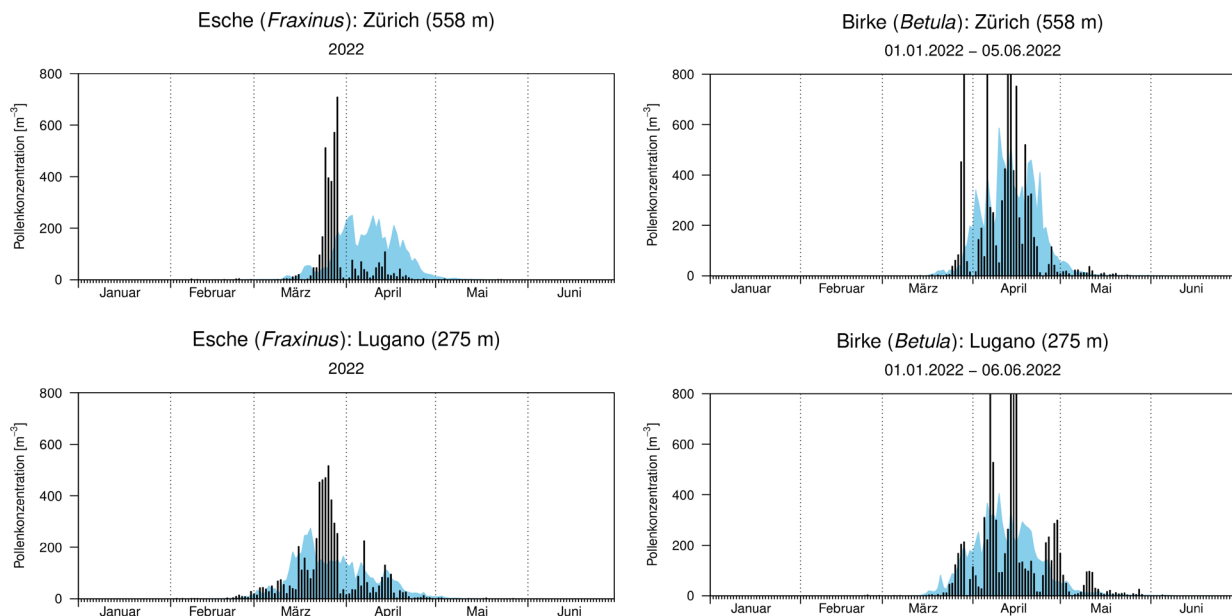 Esche (Fraxinus): Zürich (558 m)
2022
Pollenkonzentration [m⁻³]
800
600
400
200
0
Januar Februar März April Mai Juni
Birke (Betula): Zürich (558 m)
01.01.2022 – 05.06.2022
Pollenkonzentration [m⁻³]
800
600
400
200
0
Januar Februar März April Mai Juni
Esche (Fraxinus): Lugano (275 m)
2022
Pollenkonzentration [m⁻³]
800
600
400
200
0
Januar Februar März April Mai Juni
Birke (Betula): Lugano (275 m)
01.01.2022 – 06.06.2022
Pollenkonzentration [m⁻³]
800
600
400
200
0
Januar Februar März April Mai Juni